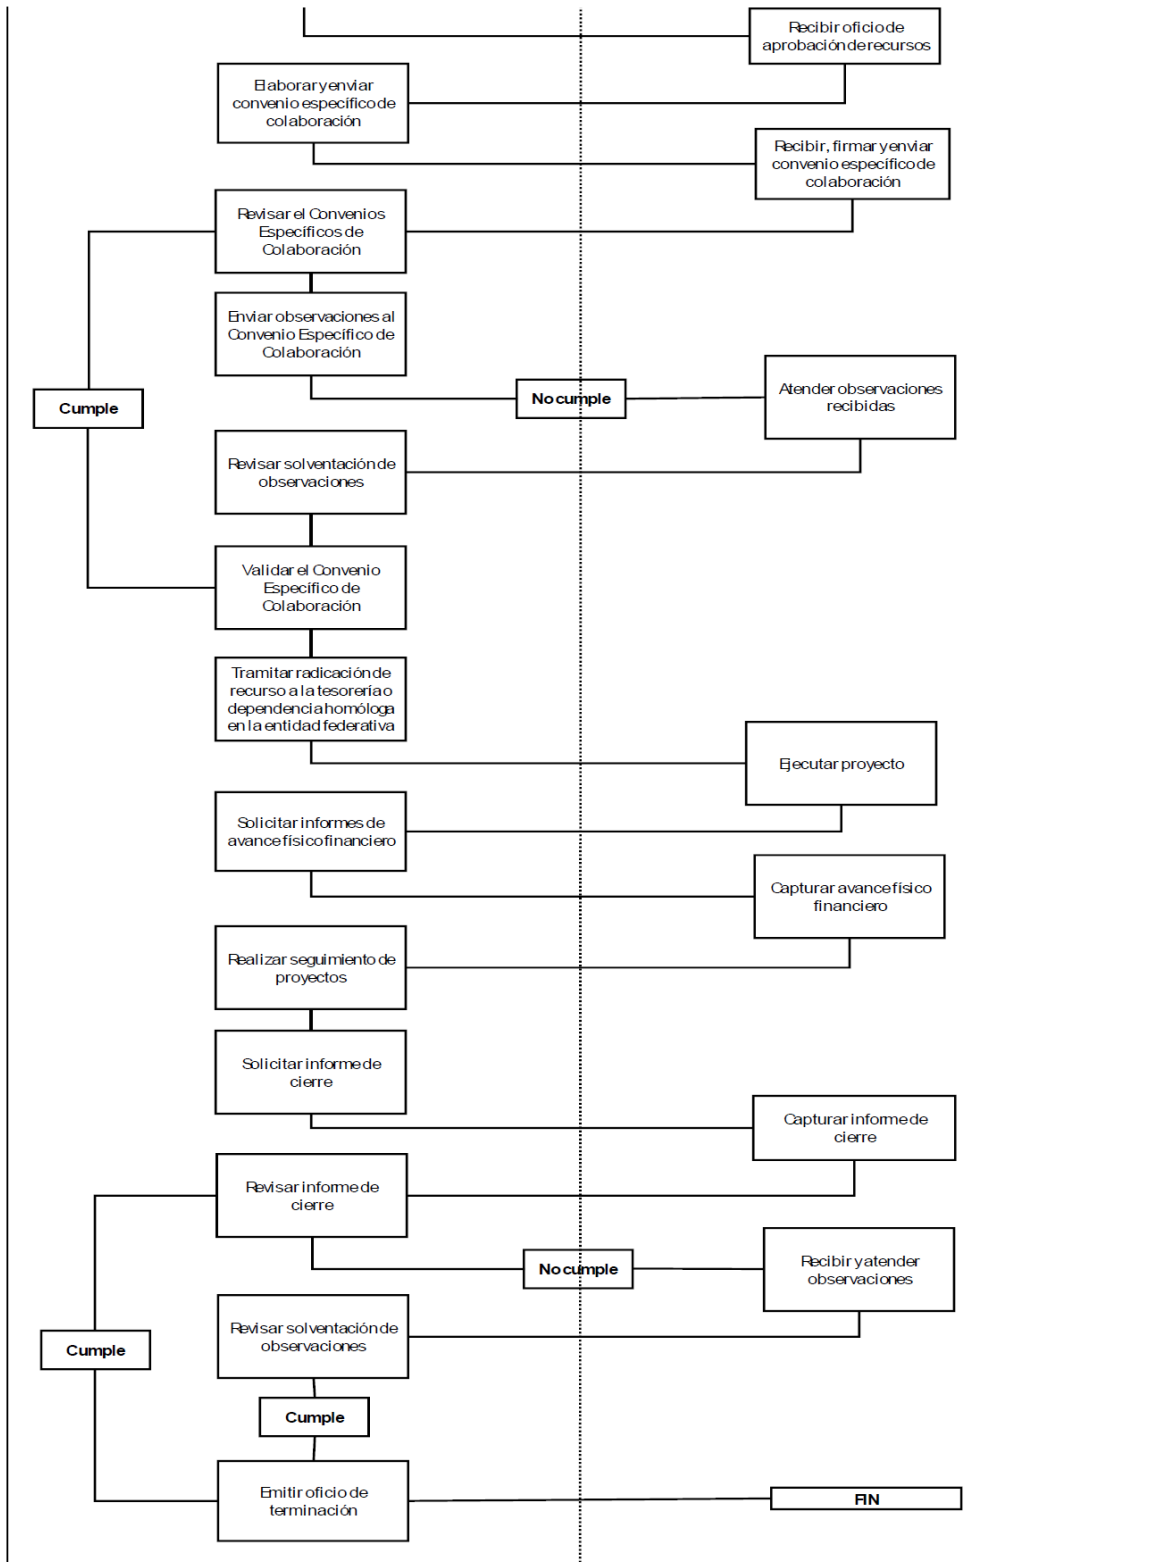 Recibir oficio de
aprobación de recursos
Elaborar y enviar
convenio específico de
colaboración
Recibir, firmar y enviar
convenio específico de
colaboración
Revisar el Convenios
Específicos de
Colaboración
Enviar observaciones al
Convenio Específico de
Colaboración
Cumple
No cumple
Atender observaciones
recibidas
Revisar solventación de
observaciones
Validar el Convenio
Específico de
Colaboración
Tramitar radicación de
recurso a la tesorería o
dependencia homóloga
en la entidad federativa
Ejecutar proyecto
Solicitar informes de
avance físico financiero
Capturar avance físico
financiero
Realizar seguimiento de
proyectos
Solicitar informe de
cierre
Capturar informe de
cierre
Revisar informe de
cierre
No cumple
Recibir y atender
observaciones
Revisar solventación de
observaciones
Cumple
Cumple
Emitir oficio de
terminación
FIN